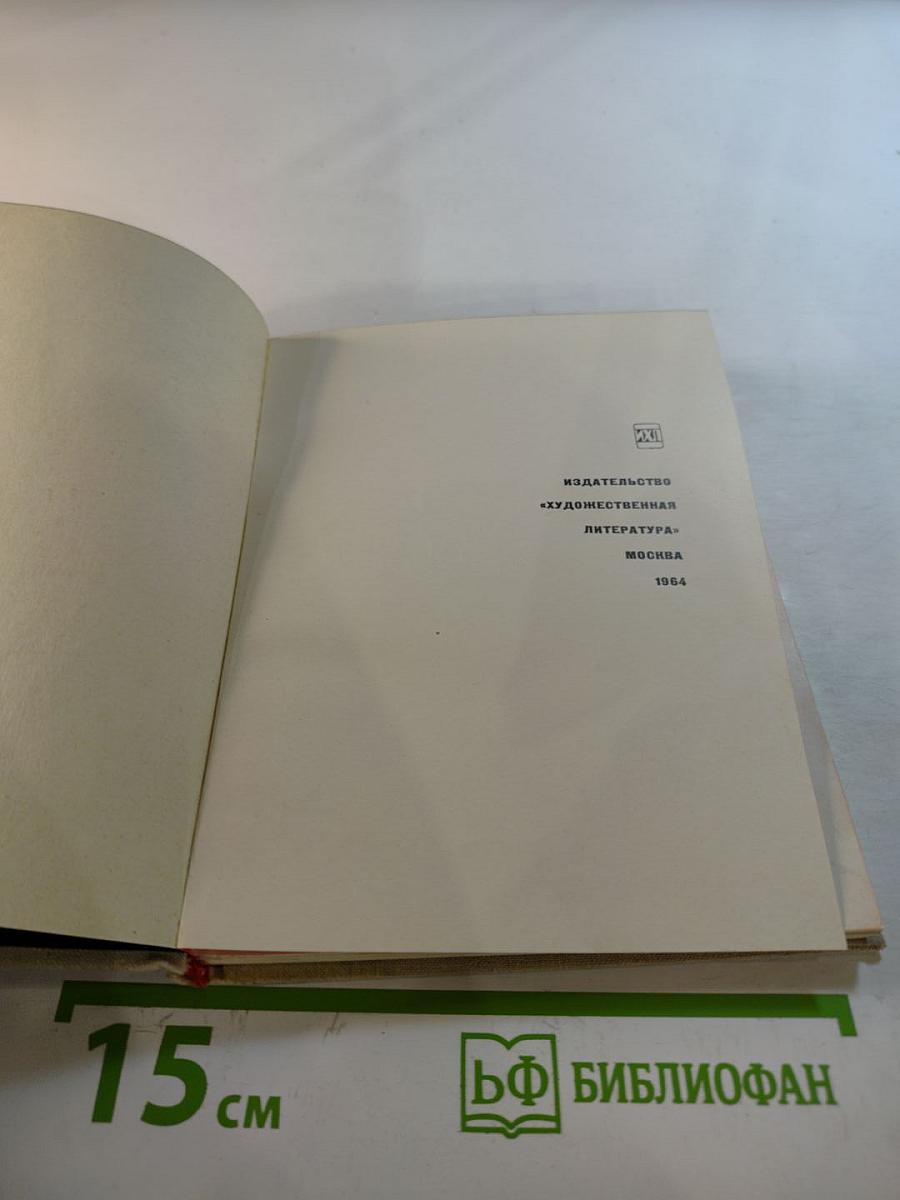 ИХЛ
ИЗДАТЕЛЬСТВО
«ХУДОЖЕСТВЕННАЯ
ЛИТЕРАТУРА»
МОСКВА
1964
15 см
ЬФ БИБЛИОФАН